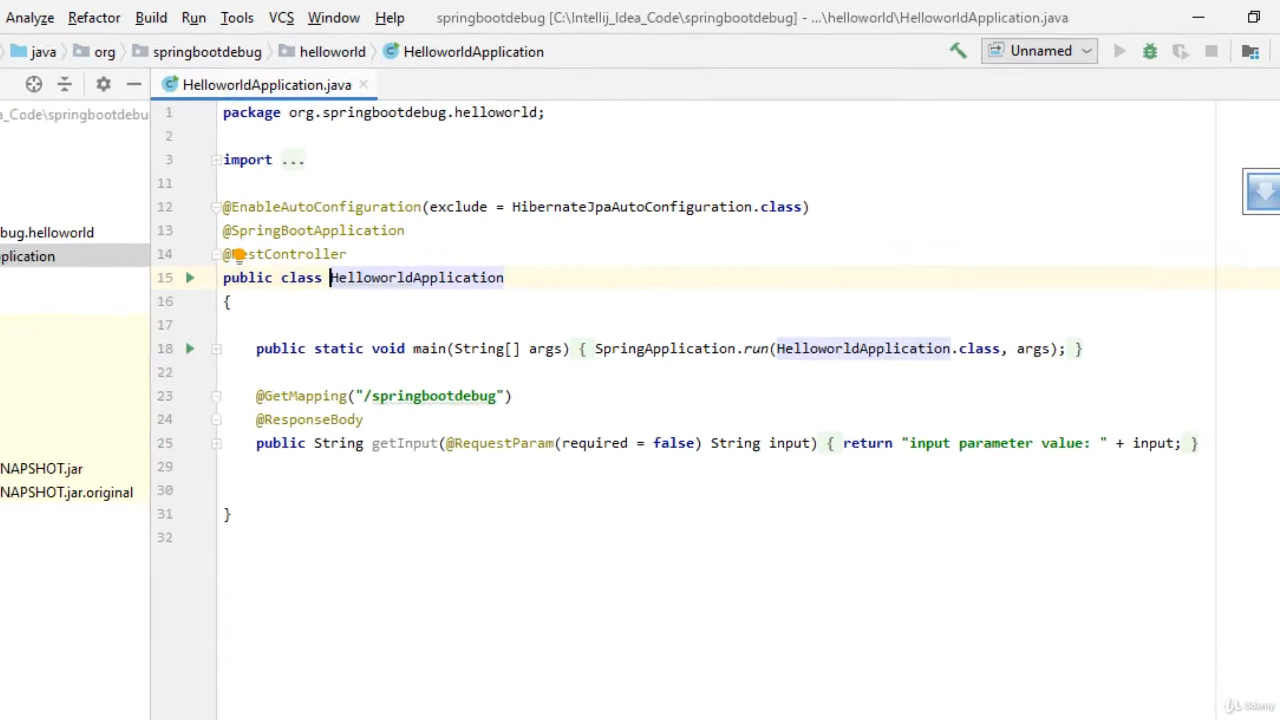 Analyze Refactor Build Run Tools VCS Window Help springbootdebug [C:\Intellij_Idea_Code\springbootdebug] - ...\helloworld\HelloworldApplication.java
java org springbootdebug helloworld HelloworldApplication Unnamed
HelloworldApplication.java
a_Code\springbootdebu
bug.helloworld
plication
NAPSHOT.jar
NAPSHOT.jar.original
1 package org.springbootdebug.helloworld;
2
3 import ...
11
12 @EnableAutoConfiguration(exclude = HibernateJpaAutoConfiguration.class)
13 @SpringBootApplication
14 @RestController
15 public class HelloworldApplication
16 {
17
18 public static void main(String[] args) { SpringApplication.run(HelloworldApplication.class, args); }
22
23 @GetMapping("/springbootdebug")
24 @ResponseBody
25 public String getInput(@RequestParam(required = false) String input) { return "input parameter value: " + input; }
29
30
31 }
32
Udemy